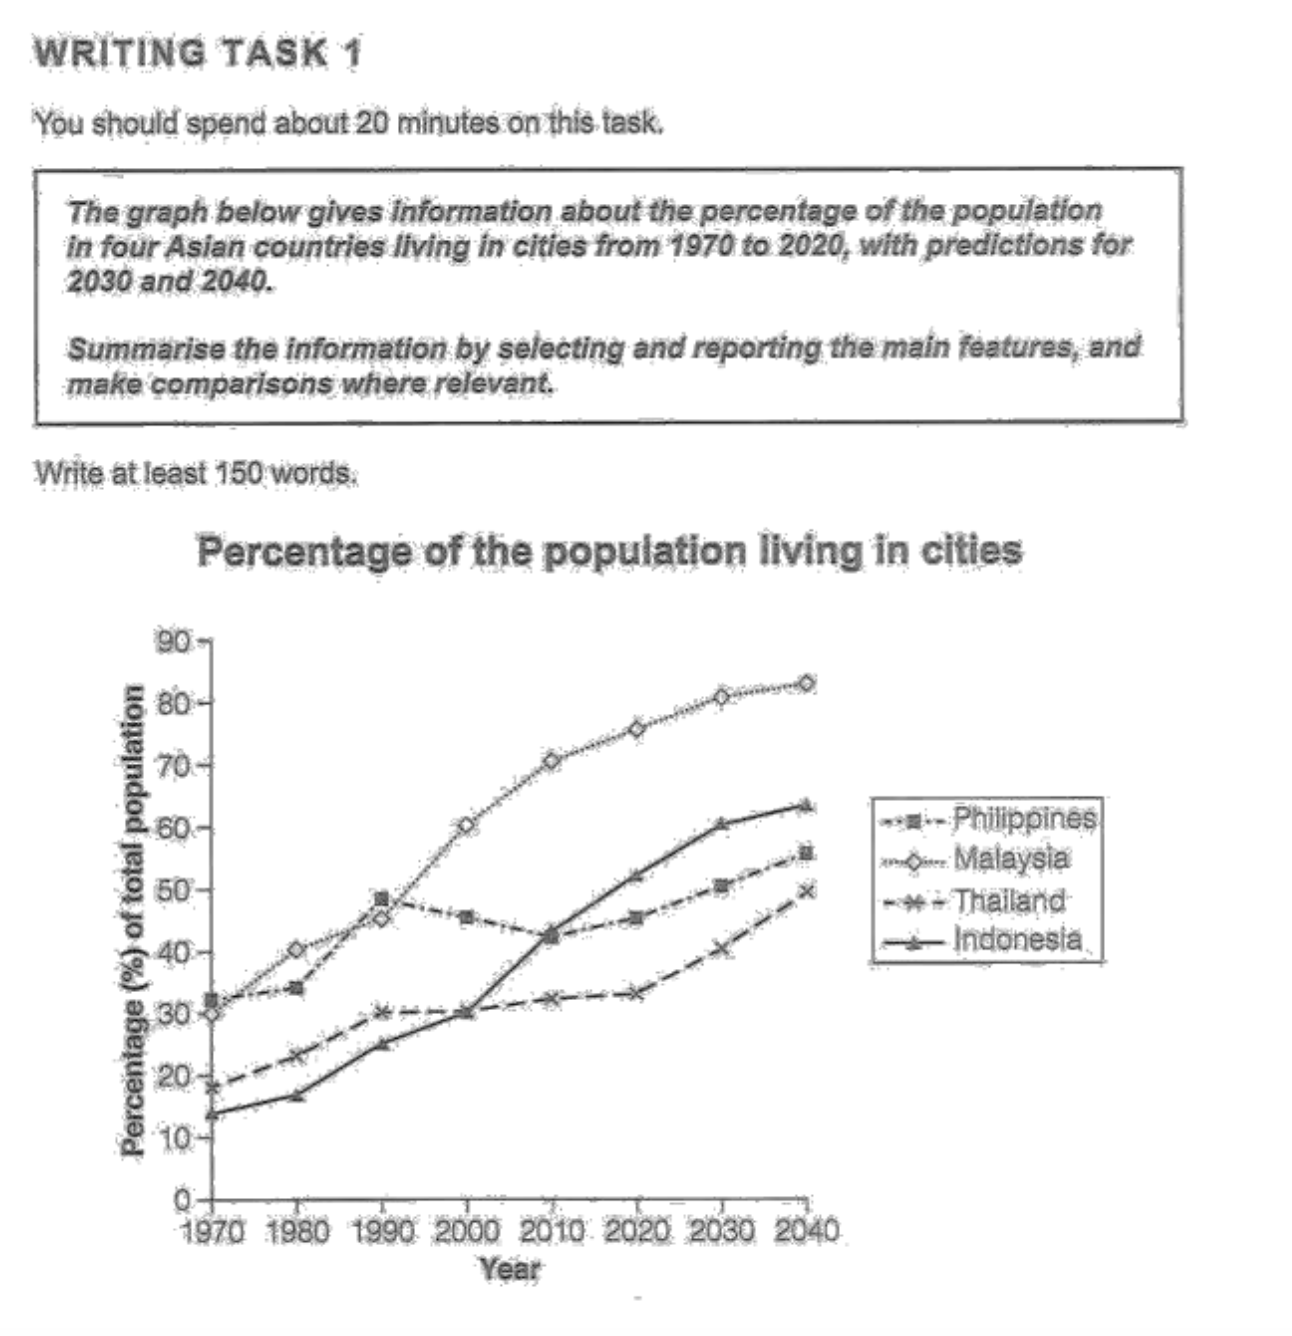 WRITING TASK 1
You should spend about 20 minutes on this task.
The graph below gives information about the percentage of the population
in four Asian countries living in cities from 1970 to 2020, with predictions for
2030 and 2040.
Summarise the information by selecting and reporting the main features, and
make comparisons where relevant.
Write at least 150 words.
Percentage of the population living in cities
Percentage (%) of total population
90
80
70
60
50
40
30
20
10
0
1970 1980 1990 2000 2010 2020 2030 2040
Year
Philippines
Malaysia
Thailand
Indonesia